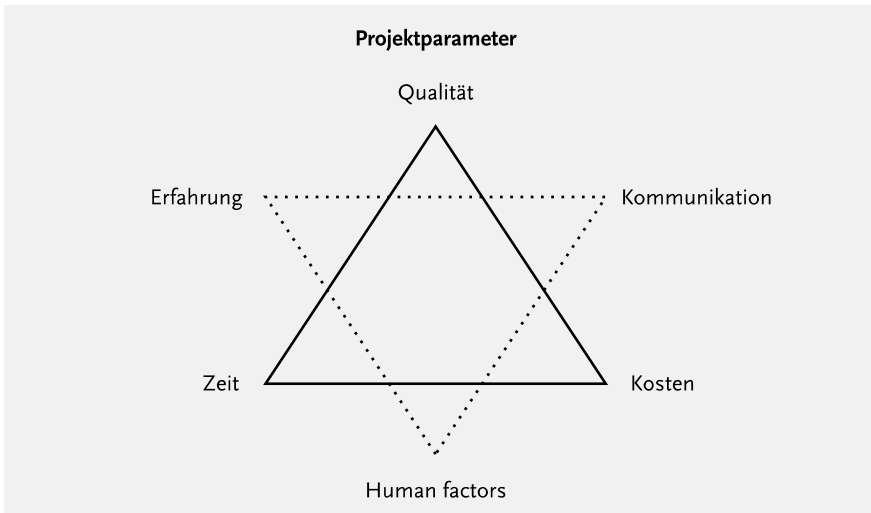 Projektparameter
Qualität
Erfahrung
Kommunikation
Zeit
Kosten
Human factors